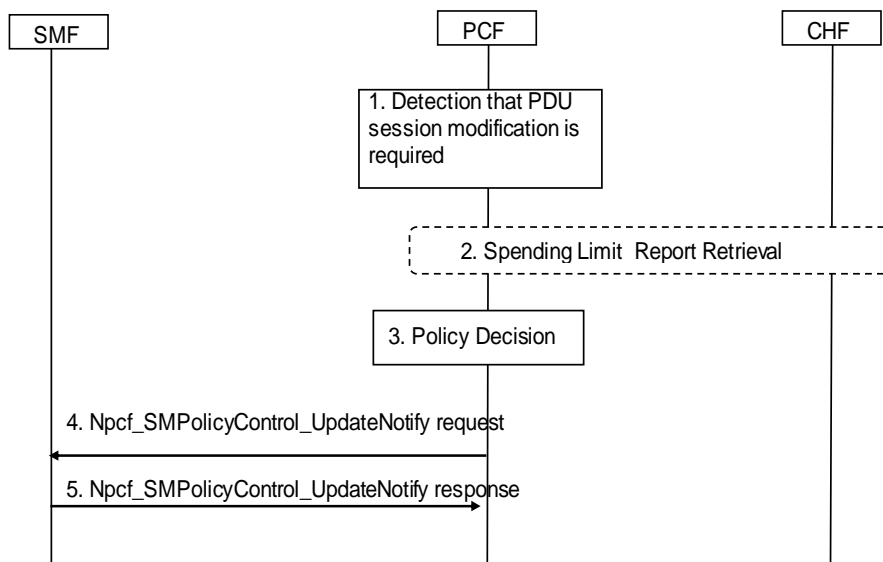 SMF
PCF
CHF
1. Detection that PDU
session modification is
required
2. Spending Limit Report Retrieval
3. Policy Decision
4. Npcf_SMPolicyControl_UpdateNotify request
5. Npcf_SMPolicyControl_UpdateNotify response